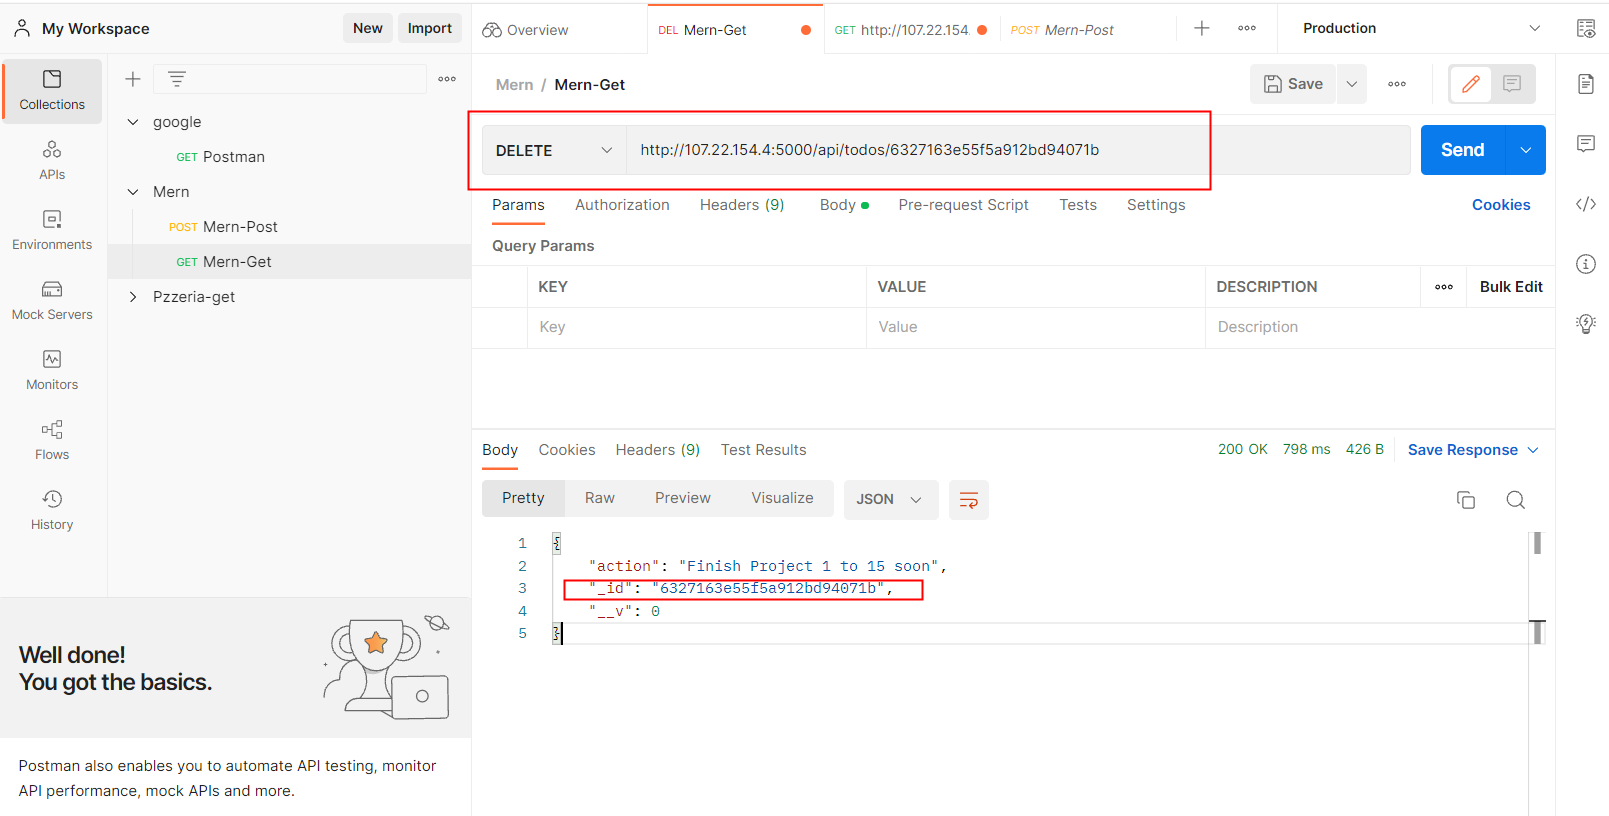 My Workspace
New
Import
Overview
DEL Mern-Get
GET http://107.22.154.
POST Mern-Post
Production
Collections
APIs
Environments
Mock Servers
Monitors
Flows
History
google
GET Postman
Mern
POST Mern-Post
GET Mern-Get
Pzzeria-get
Well done!
You got the basics.
Postman also enables you to automate API testing, monitor
API performance, mock APIs and more.
Mern / Mern-Get
Save
DELETE
http://107.22.154.4:5000/api/todos/6327163e55f5a912bd94071b
Send
Params Authorization Headers (9) Body Pre-request Script Tests Settings
Cookies
Query Params
KEY VALUE DESCRIPTION Bulk Edit
Key Value Description
Body Cookies Headers (9) Test Results
200 OK 798 ms 426 B Save Response
Pretty Raw Preview Visualize JSON
1 {
2 "action": "Finish Project 1 to 15 soon",
3 "_id": "6327163e55f5a912bd94071b",
4 "__v": 0
5 }